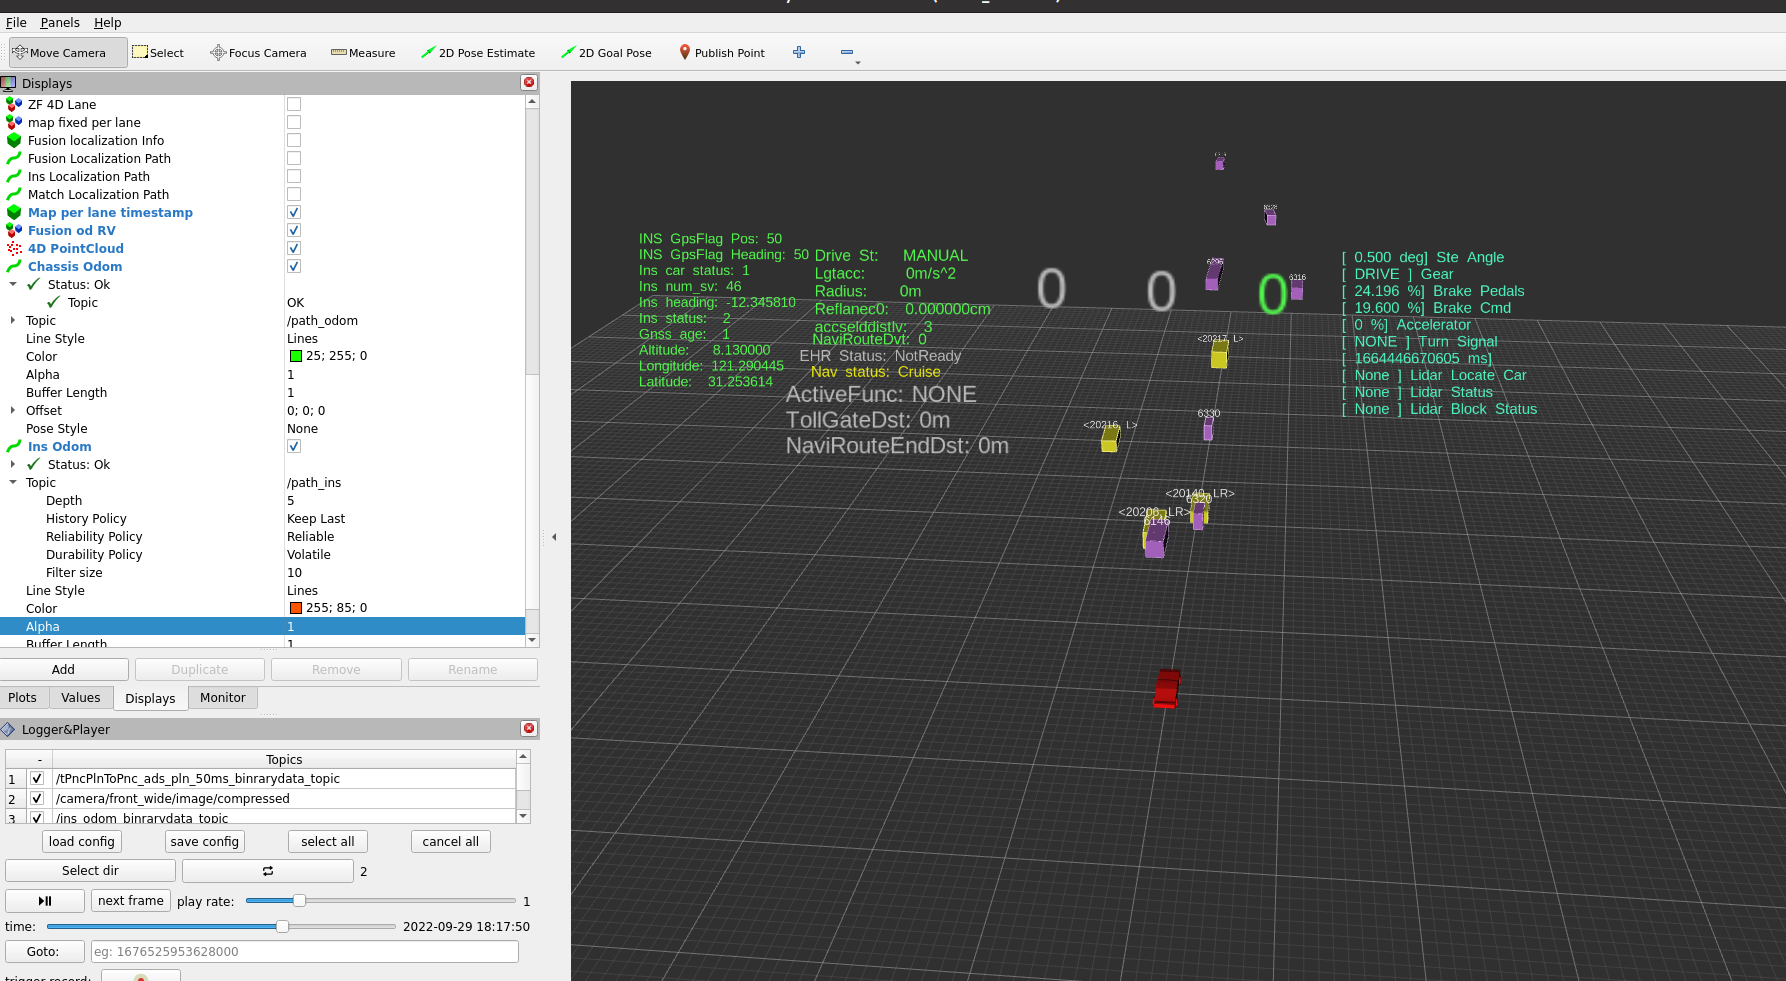 File Panels Help
Move Camera Select Focus Camera Measure 2D Pose Estimate 2D Goal Pose Publish Point
Displays
ZF 4D Lane
map fixed per lane
Fusion localization Info
Fusion Localization Path
Ins Localization Path
Match Localization Path
Map per lane timestamp
Fusion od RV
4D PointCloud
Chassis Odom
Status: Ok
Topic OK
Topic /path_odom
Line Style Lines
Color 25; 255; 0
Alpha 1
Buffer Length 1
Offset 0; 0; 0
Pose Style None
Ins Odom
Status: Ok
Topic /path_ins
Depth 5
History Policy Keep Last
Reliability Policy Reliable
Durability Policy Volatile
Filter size 10
Line Style Lines
Color 255; 85; 0
Alpha 1
Buffer Length 1
Add Duplicate Remove Rename
Plots Values Displays Monitor
Logger&Player
- Topics
1 /tPncPlnToPnc_ads_pln_50ms_binrarydata_topic
2 /camera/front_wide/image/compressed
3 /ins_odom_binrarydata_topic
load config save config select all cancel all
Select dir 2
next frame play rate: 1
time: 2022-09-29 18:17:50
Goto: eg: 1676525953628000
trigger record:
INS GpsFlag Pos: 50
INS GpsFlag Heading: 50
Ins car status: 1
Ins num_sv: 46
Ins heading: -12.345810
Ins status: 2
Gnss age: 1
Altitude: 8.130000
Longitude: 121.290445
Latitude: 31.253614
Drive St: MANUAL
Lgtacc: 0m/s^2
Radius: 0m
Reflanec0: 0.000000cm
accselddistlv: 3
NaviRouteDvt: 0
EHR Status: NotReady
Nav status: Cruise
ActiveFunc: NONE
TollGateDst: 0m
NaviRouteEndDst: 0m
0 0 0
6316
<20217 L>
6330
<20216 L>
<20140 LR>
6320
<20206 LR>
6146
[ 0.500 deg] Ste Angle
[ DRIVE ] Gear
[ 24.196 %] Brake Pedals
[ 19.600 %] Brake Cmd
[ 0 %] Accelerator
[ NONE ] Turn Signal
[ 1664446670605 ms]
[ None ] Lidar Locate Car
[ None ] Lidar Status
[ None ] Lidar Block Status